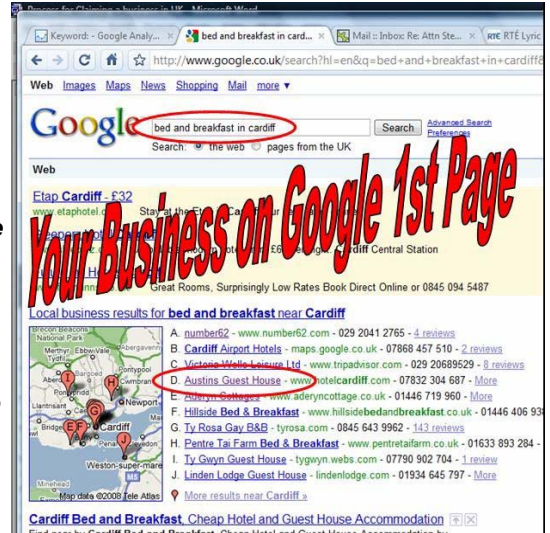 Process for Claiming a business in UK - Microsoft Word
Keyword: - Google Analy...
bed and breakfast in card...
Mail :: Inbox: Re: Attn Ste...
RTÉ RTÉ Lyric
http://www.google.co.uk/search?hl=en&q=bed+and+breakfast+in+cardiff&
Web Images Maps News Shopping Mail more ▼
Google
bed and breakfast in cardiff
Search
Advanced Search
Preferences
Search: the web pages from the UK
Web
Etap Cardiff - £32
www.etaphotel.
Stay at the
Cardiff Central Station
Great Rooms, Surprisingly Low Rates Book Direct Online or 0845 094 5487
Your Business on Google 1st Page
Local business results for bed and breakfast near Cardiff
A. number62 - www.number62.com - 029 2041 2765 - 4 reviews
B. Cardiff Airport Hotels - maps.google.co.uk - 07868 457 510 - 2 reviews
C. Victoria Wells Leisure Ltd - www.tripadvisor.com - 029 20689529 - 8 reviews
D. Austins Guest House - www.hotelcardiff.com - 07832 304 687 - More
E. Aderyn Cottages - www.aderyncottage.com - 01446 719 960 - More
F. Hillside Bed & Breakfast - www.hillsidebedandbreakfast.co.uk - 01446 406 938
G. Ty Rosa Gay B&B - tyrosa.com - 0845 643 9962 - 143 reviews
H. Pentre Tai Farm Bed & Breakfast - www.pentretaifarm.co.uk - 01633 893 284 -
I. Ty Gwyn Guest House - tygwyn.webs.com - 07790 902 704 - 1 review
J. Linden Lodge Guest House - lindenlodge.com - 01934 645 797 - More
More results near Cardiff »
Brecon Beacons
National Park
Merthyr Tydfil
Ebbw Vale
Abergavenny
Pontypool
Bargoed
Cwmbran
Newport
Llantrisant
Cardiff
Weston-super-mare
M5
Minehead
Map data ©2008 Tele Atlas
Cardiff Bed and Breakfast, Cheap Hotel and Guest House Accommodation